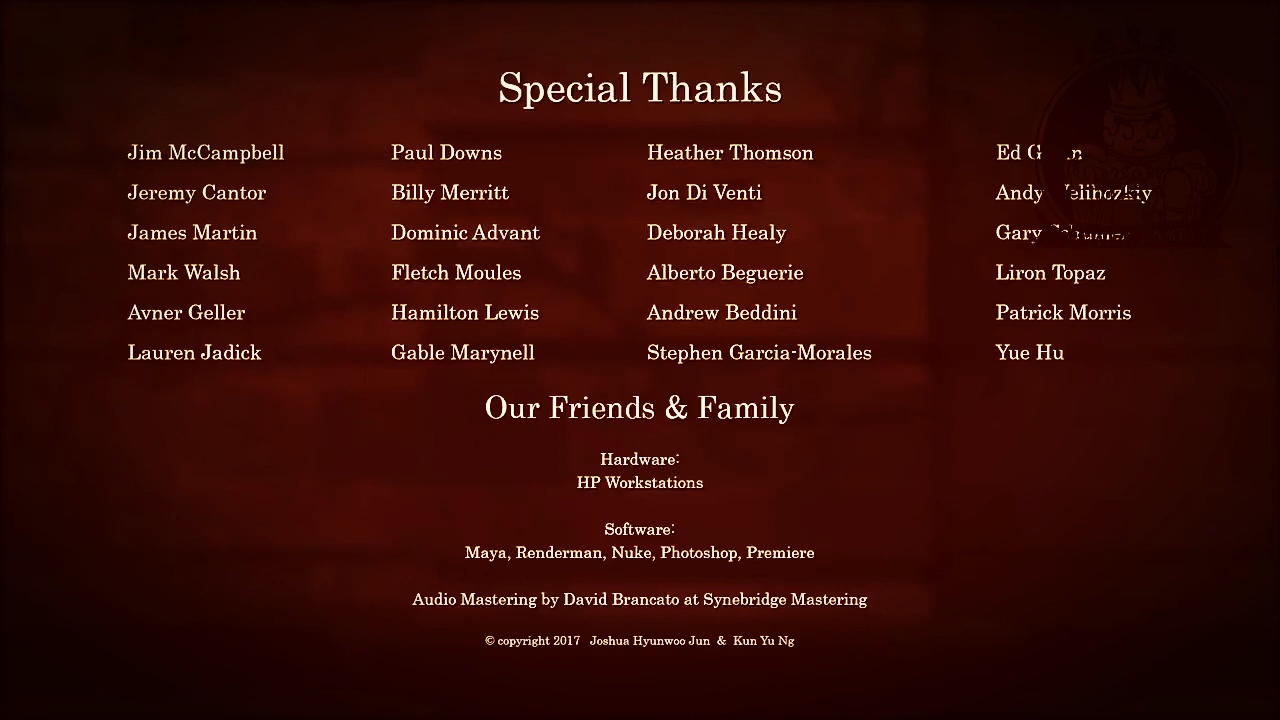 Special Thanks
Jim McCampbell Paul Downs Heather Thomson Ed
Jeremy Cantor Billy Merritt Jon Di Venti Andy
James Martin Dominic Advant Deborah Healy Gary
Mark Walsh Fletch Moules Alberto Beguerie Liron Topaz
Avner Geller Hamilton Lewis Andrew Beddini Patrick Morris
Lauren Jadick Gable Marynell Stephen Garcia-Morales Yue Hu
Our Friends & Family
Hardware:
HP Workstations
Software:
Maya, Renderman, Nuke, Photoshop, Premiere
Audio Mastering by David Brancato at Synebridge Mastering
© copyright 2017 Joshua Hyunwoo Jun & Kun Yu Ng